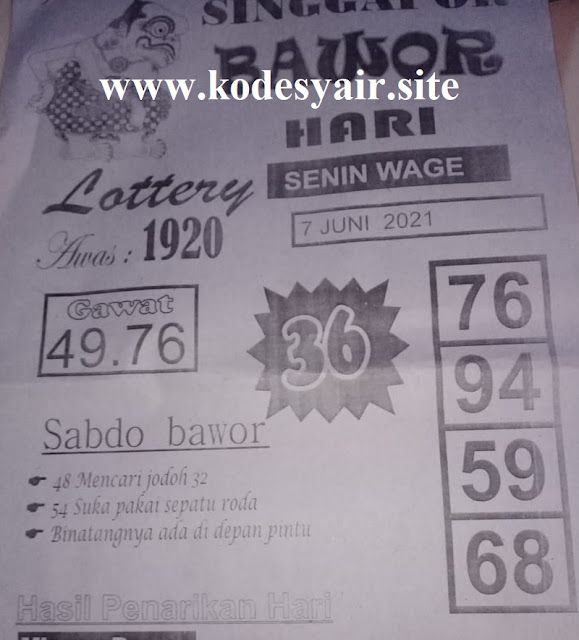 SINGGAPOR
BAWOR
www.kodesyair.site
HARI
Lottery
SENIN WAGE
7 JUNI 2021
Awas : 1920
Gawat
49.76
36
76
94
59
68
Sabdo bawor
48 Mencari jodoh 32
54 Suka pakai sepatu roda
Binatangnya ada di depan pintu
Hasil Penarikan Hari